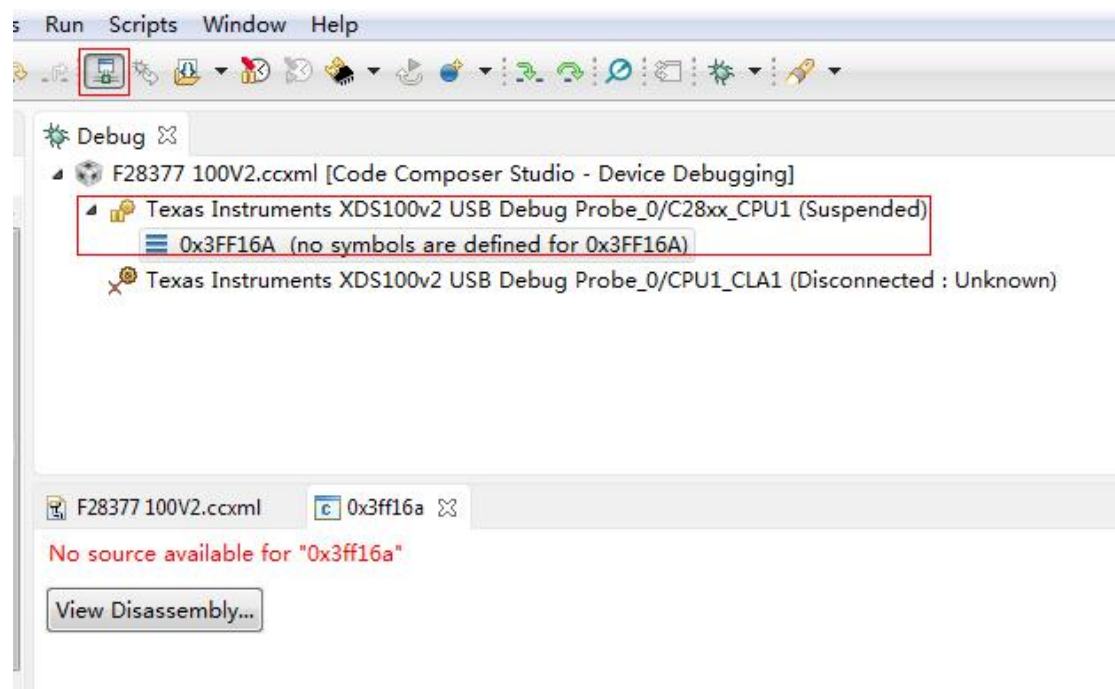 s Run Scripts Window Help
Debug
F28377 100V2.ccxml [Code Composer Studio - Device Debugging]
Texas Instruments XDS100v2 USB Debug Probe_0/C28xx_CPU1 (Suspended)
0x3FF16A (no symbols are defined for 0x3FF16A)
Texas Instruments XDS100v2 USB Debug Probe_0/CPU1_CLA1 (Disconnected : Unknown)
F28377 100V2.ccxml 0x3ff16a
No source available for "0x3ff16a"
View Disassembly...